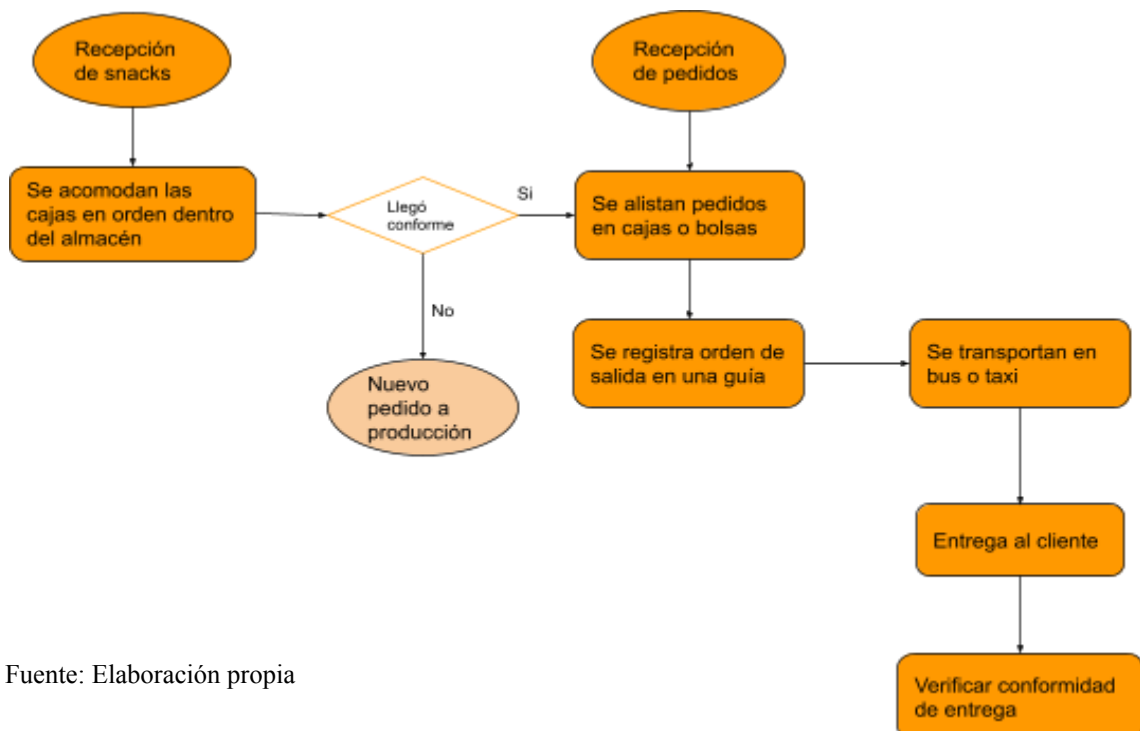 Recepción
de snacks
Recepción
de pedidos
Se acomodan las
cajas en orden dentro
del almacén
Llegó
conforme
Si
Se alistan pedidos
en cajas o bolsas
No
Nuevo
pedido a
producción
Se registra orden de
salida en una guía
Se transportan en
bus o taxi
Entrega al cliente
Verificar conformidad
de entrega
Fuente: Elaboración propia